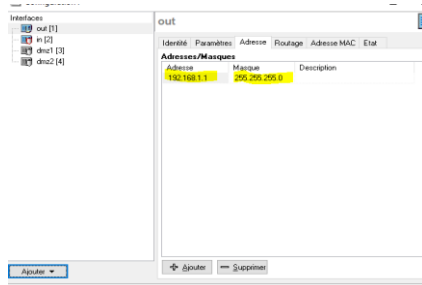 Interfaces
out [1]
in [2]
dmz1 [3]
dmz2 [4]
Ajouter
out
Identité Paramètres Adresse Routage Adresse MAC Etat
Adresses/Masques
Adresse Masque Description
192.168.1.1 255.255.255.0
Ajouter Supprimer